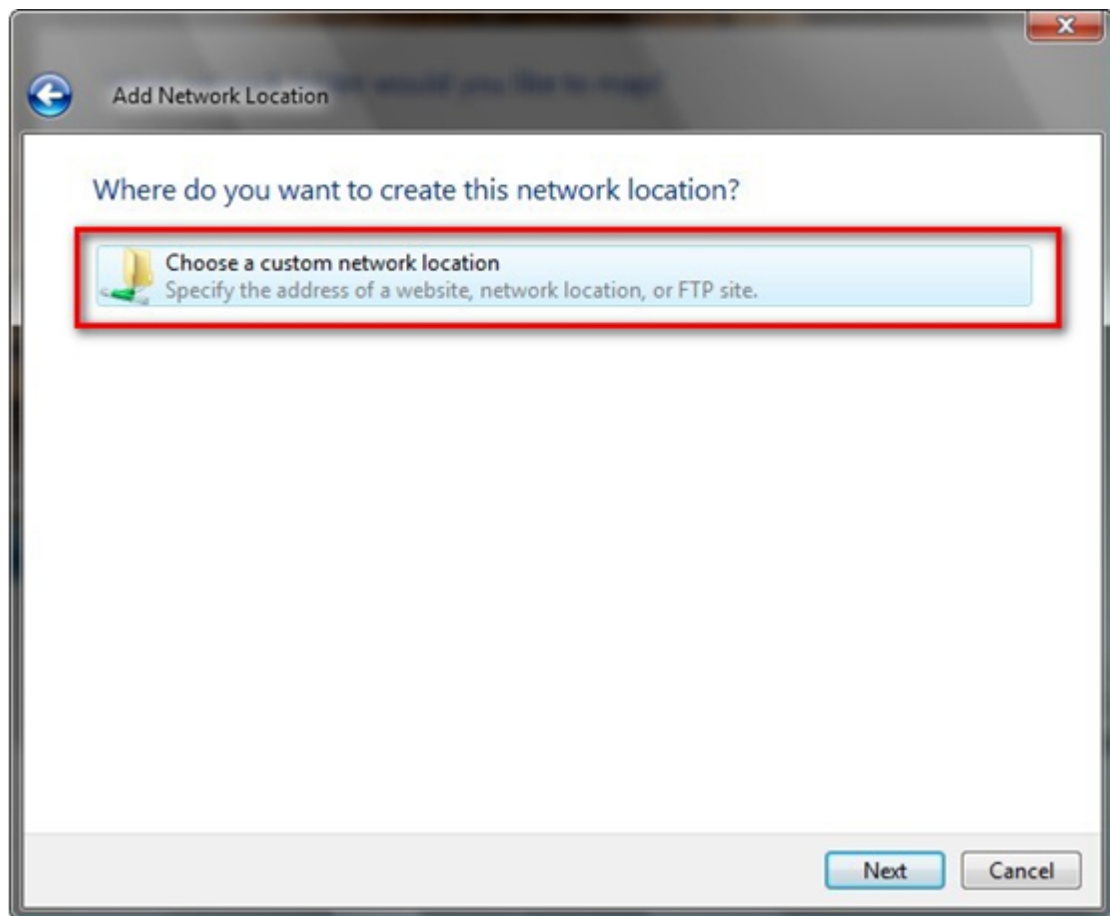 Add Network Location
Where do you want to create this network location?
Choose a custom network location
Specify the address of a website, network location, or FTP site.
Next
Cancel